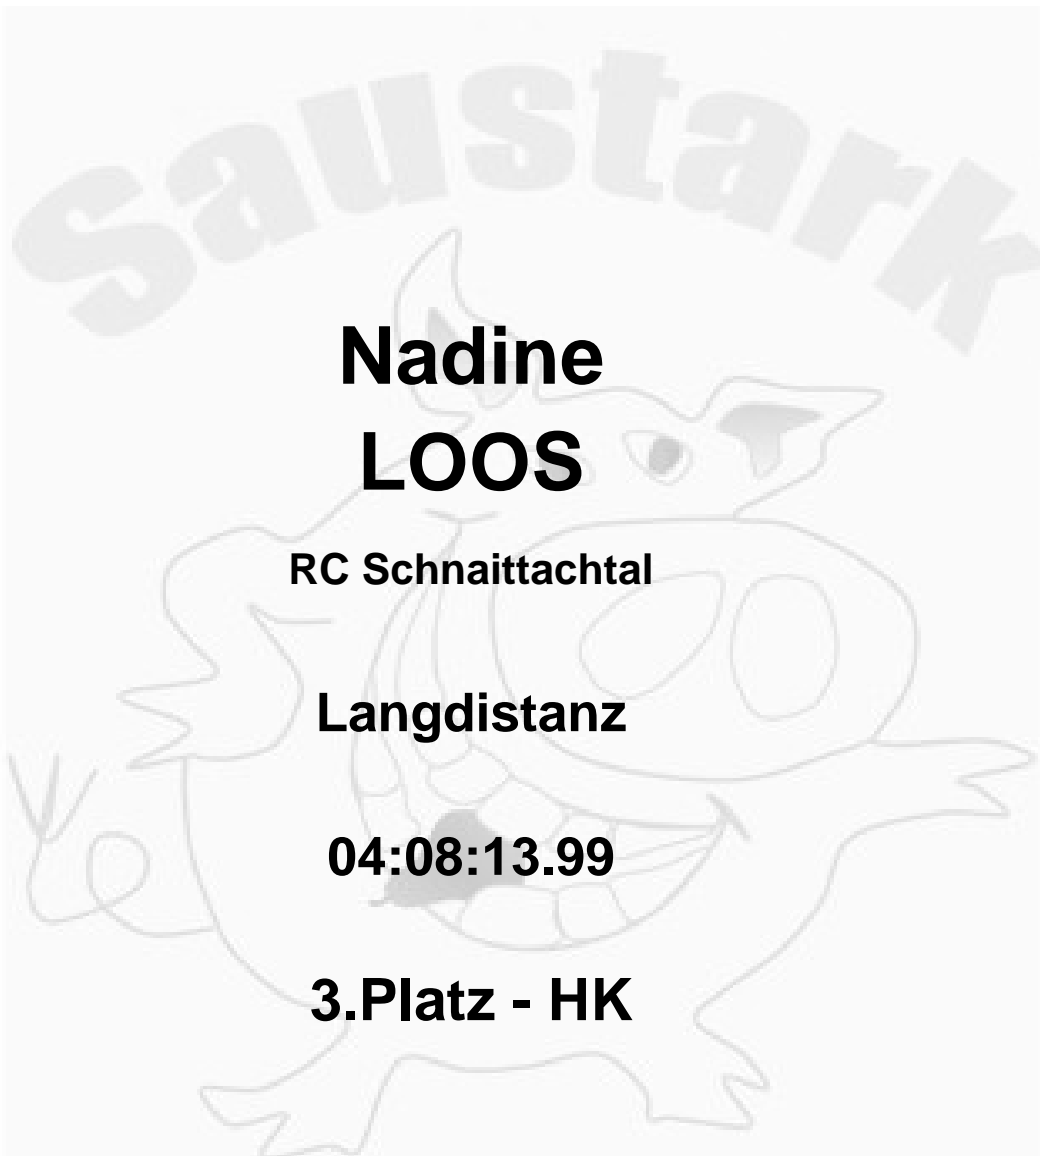 Saustark
Nadine
LOOS
RC Schnaittachtal
Langdistanz
04:08:13.99
3.Platz - HK